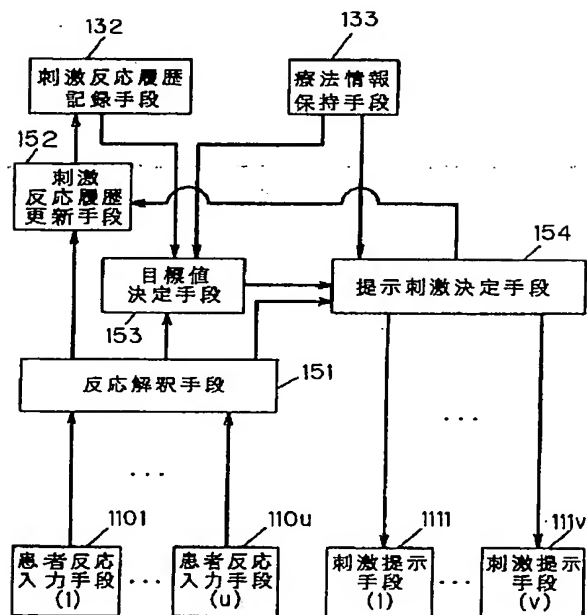 132
刺激反応履歴
記録手段
133
療法情報
保持手段
152
刺激
反応履歴
更新手段
154
目標値
決定手段
153
提示刺激決定手段
反応解釈手段
151
...
...
1101
患者反応
入力手段
(1)
...
110u
患者反応
入力手段
(u)
1111
刺激提示
手段
(1)
...
111v
刺激提示
手段
(v)